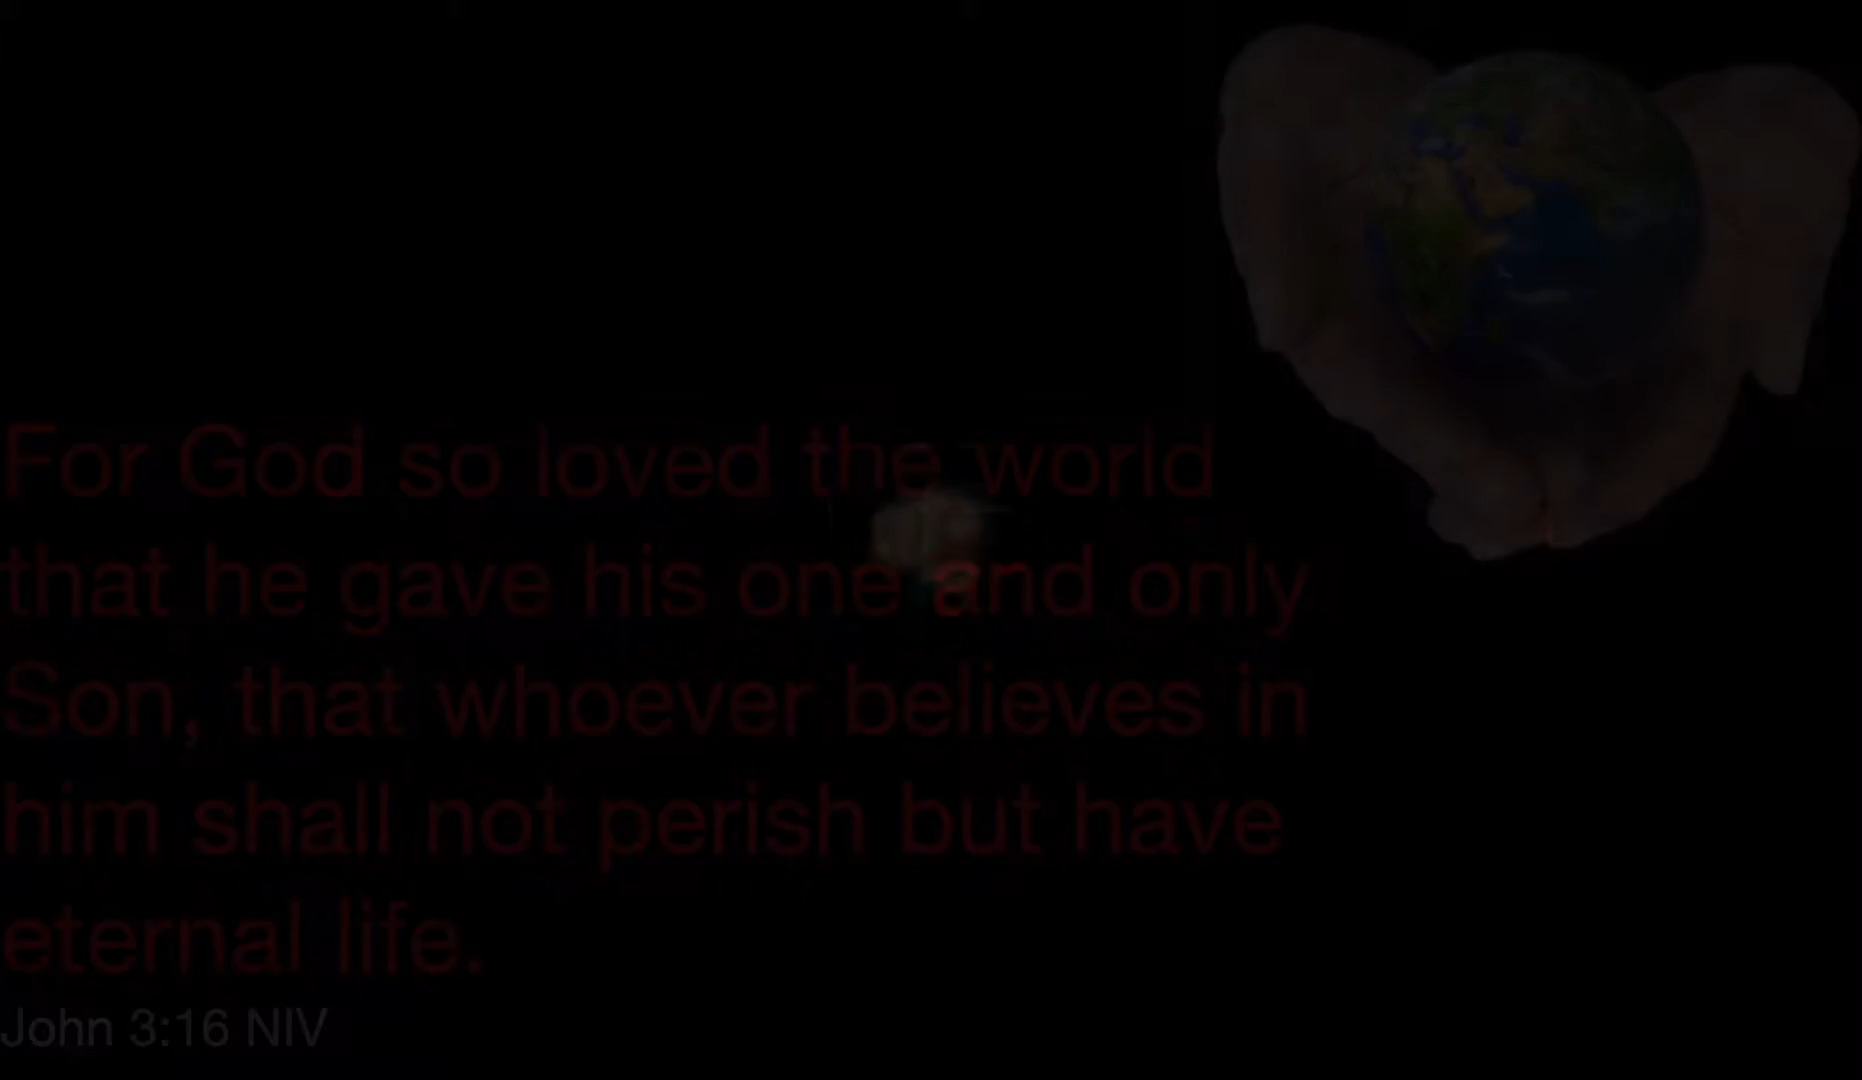 For God so loved the world
that he gave his one and only
Son, that whoever believes in
him shall not perish but have
eternal life.
John 3:16 NIV